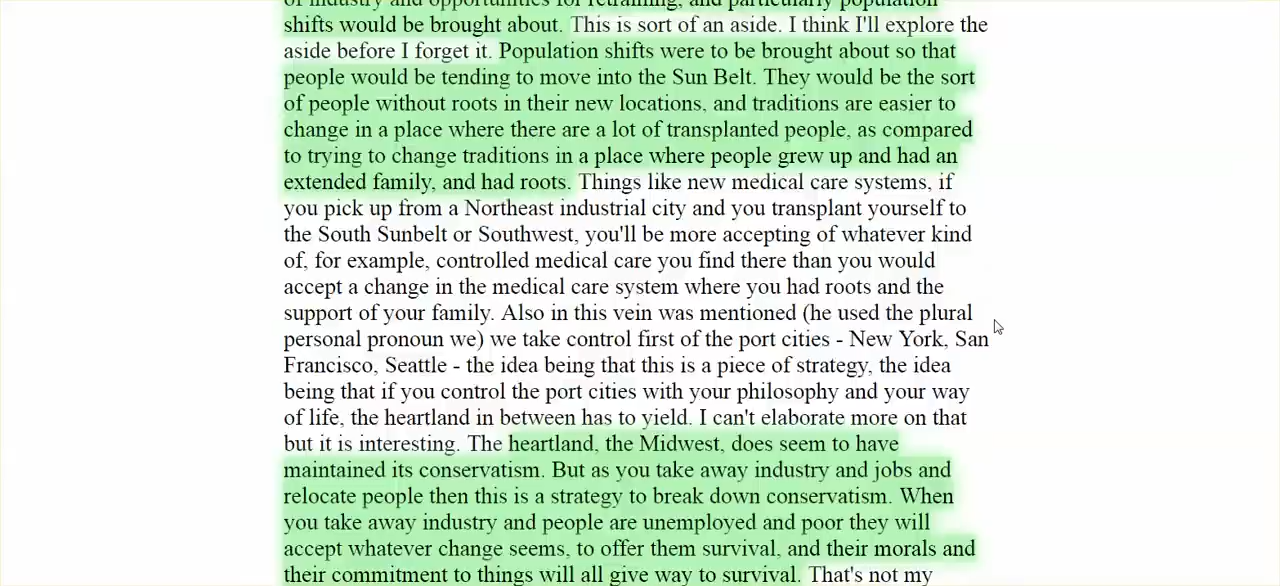 of industry and opportunities for retraining, and particularly population
shifts would be brought about. This is sort of an aside. I think I'll explore the
aside before I forget it. Population shifts were to be brought about so that
people would be tending to move into the Sun Belt. They would be the sort
of people without roots in their new locations, and traditions are easier to
change in a place where there are a lot of transplanted people, as compared
to trying to change traditions in a place where people grew up and had an
extended family, and had roots. Things like new medical care systems, if
you pick up from a Northeast industrial city and you transplant yourself to
the South Sunbelt or Southwest, you'll be more accepting of whatever kind
of, for example, controlled medical care you find there than you would
accept a change in the medical care system where you had roots and the
support of your family. Also in this vein was mentioned (he used the plural
personal pronoun we) we take control first of the port cities - New York, San
Francisco, Seattle - the idea being that this is a piece of strategy, the idea
being that if you control the port cities with your philosophy and your way
of life, the heartland in between has to yield. I can't elaborate more on that
but it is interesting. The heartland, the Midwest, does seem to have
maintained its conservatism. But as you take away industry and jobs and
relocate people then this is a strategy to break down conservatism. When
you take away industry and people are unemployed and poor they will
accept whatever change seems, to offer them survival, and their morals and
their commitment to things will all give way to survival. That's not my